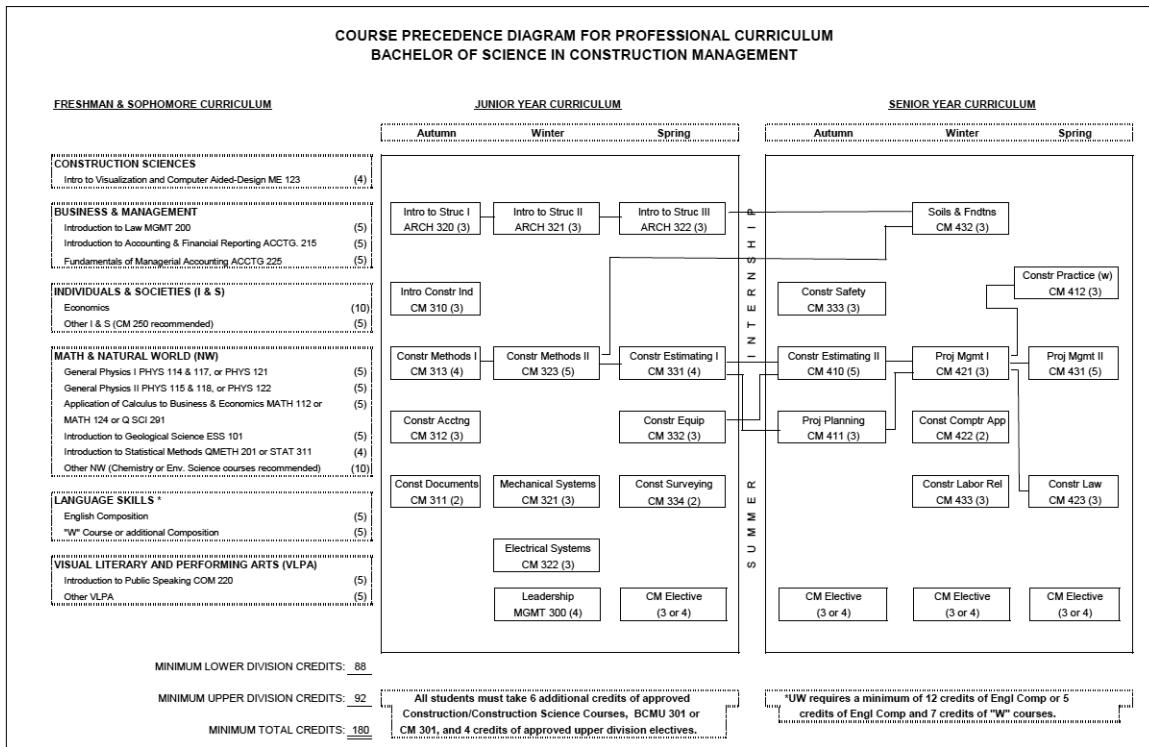 COURSE PRECEDENCE DIAGRAM FOR PROFESSIONAL CURRICULUM
BACHELOR OF SCIENCE IN CONSTRUCTION MANAGEMENT
FRESHMAN & SOPHOMORE CURRICULUM
CONSTRUCTION SCIENCES
Intro to Visualization and Computer Aided-Design ME 123 (4)
BUSINESS & MANAGEMENT
Introduction to Law MGMT 200 (5)
Introduction to Accounting & Financial Reporting ACCTG. 215 (5)
Fundamentals of Managerial Accounting ACCTG 225 (5)
INDIVIDUALS & SOCIETIES (I & S)
Economics (10)
Other I & S (CM 250 recommended) (5)
MATH & NATURAL WORLD (NW)
General Physics I PHYS 114 & 117, or PHYS 121 (5)
General Physics II PHYS 115 & 118, or PHYS 122 (5)
Application of Calculus to Business & Economics MATH 112 or (5)
MATH 124 or Q SCI 291
Introduction to Geological Science ESS 101 (5)
Introduction to Statistical Methods QMETH 201 or STAT 311 (4)
Other NW (Chemistry or Env. Science courses recommended) (10)
LANGUAGE SKILLS *
English Composition (5)
"W" Course or additional Composition (5)
VISUAL LITERARY AND PERFORMING ARTS (VLPA)
Introduction to Public Speaking COM 220 (5)
Other VLPA (5)
MINIMUM LOWER DIVISION CREDITS: 88
MINIMUM UPPER DIVISION CREDITS: 92
MINIMUM TOTAL CREDITS: 180
JUNIOR YEAR CURRICULUM
Autumn Winter Spring
Intro to Struc I
ARCH 320 (3)
Intro to Struc II
ARCH 321 (3)
Intro to Struc III
ARCH 322 (3)
Intro Constr Ind
CM 310 (3)
Constr Methods I
CM 313 (4)
Constr Methods II
CM 323 (5)
Constr Estimating I
CM 331 (4)
Constr Acctng
CM 312 (3)
Constr Equip
CM 332 (3)
Const Documents
CM 311 (2)
Mechanical Systems
CM 321 (3)
Const Surveying
CM 334 (2)
Electrical Systems
CM 322 (3)
Leadership
MGMT 300 (4)
CM Elective
(3 or 4)
All students must take 6 additional credits of approved
Construction/Construction Science Courses, BCMU 301 or
CM 301, and 4 credits of approved upper division electives.
SUMMER INTERNSHIP
SENIOR YEAR CURRICULUM
Autumn Winter Spring
Soils & Fndtns
CM 432 (3)
Constr Practice (w)
CM 412 (3)
Constr Safety
CM 333 (3)
Constr Estimating II
CM 410 (5)
Proj Mgmt I
CM 421 (3)
Proj Mgmt II
CM 431 (5)
Proj Planning
CM 411 (3)
Const Comptr App
CM 422 (2)
Constr Labor Rel
CM 433 (3)
Constr Law
CM 423 (3)
CM Elective
(3 or 4)
CM Elective
(3 or 4)
CM Elective
(3 or 4)
*UW requires a minimum of 12 credits of Engl Comp or 5
credits of Engl Comp and 7 credits of "W" courses.